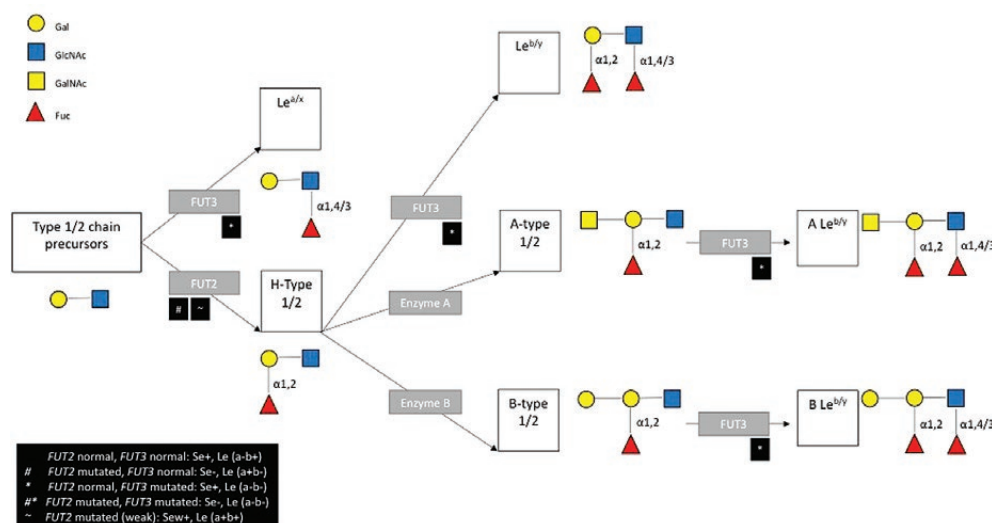 Gal
GlcNAc
GalNAc
Fuc
Le^a/x
FUT3
*
α1,4/3
Type 1/2 chain
precursors
FUT2
#
~
H-Type
1/2
α1,2
Le^b/y
α1,2
α1,4/3
FUT3
*
A-type
1/2
α1,2
FUT3
*
A Le^b/y
α1,2
α1,4/3
Enzyme A
Enzyme B
B-type
1/2
α1,2
FUT3
*
B Le^b/y
α1,2
α1,4/3
FUT2 normal, FUT3 normal: Se+, Le (a-b+)
# FUT2 mutated, FUT3 normal: Se-, Le (a+b-)
* FUT2 normal, FUT3 mutated: Se+, Le (a-b-)
#* FUT2 mutated, FUT3 mutated: Se-, Le (a-b-)
~ FUT2 mutated (weak): Sew+, Le (a+b+)